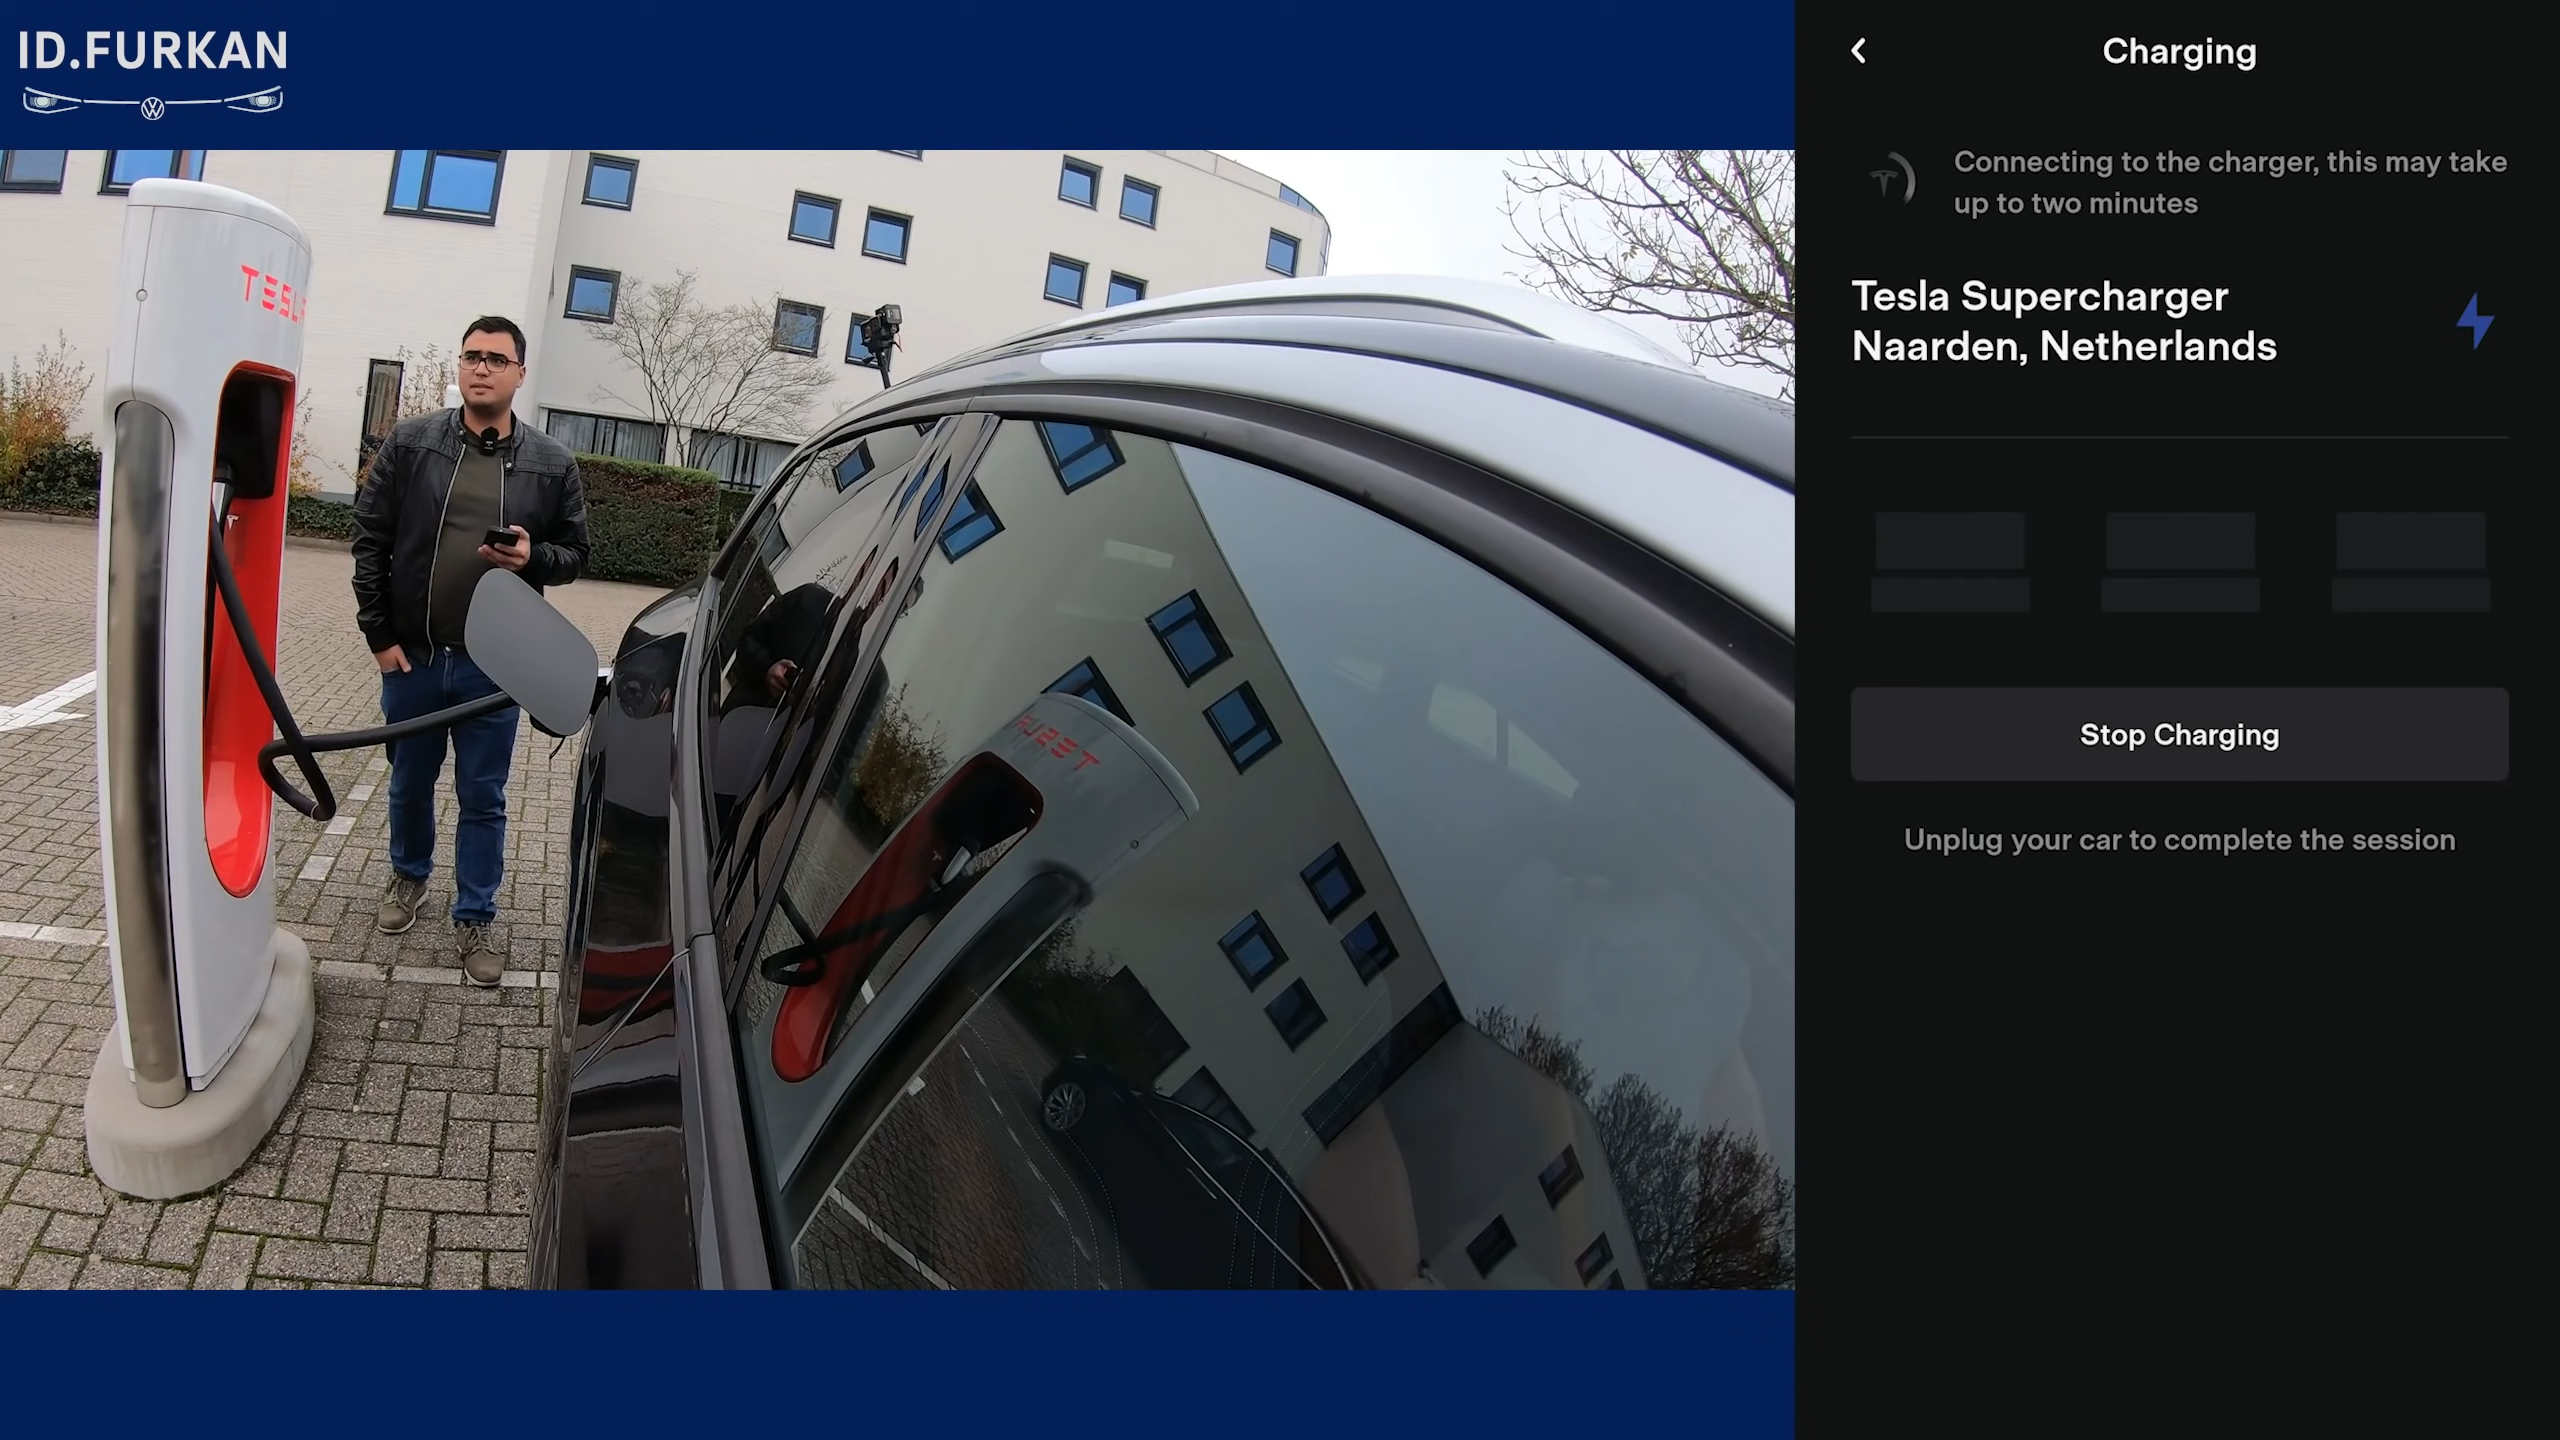 ID.FURKAN
TESLA
Charging
Connecting to the charger, this may take
up to two minutes
Tesla Supercharger
Naarden, Netherlands
Stop Charging
Unplug your car to complete the session